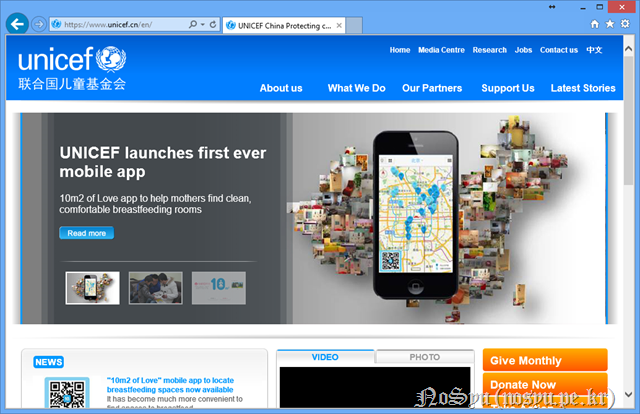 https://www.unicef.cn/en/
UNICEF China Protecting c...
unicef
联合国儿童基金会
Home Media Centre Research Jobs Contact us 中文
About us What We Do Our Partners Support Us Latest Stories
UNICEF launches first ever
mobile app
10m2 of Love app to help mothers find clean,
comfortable breastfeeding rooms
Read more
10
NEWS
"10m2 of Love" mobile app to locate
breastfeeding spaces now available
It has become much more convenient to
find spaces to breastfeed
VIDEO PHOTO
Give Monthly
Donate Now
NoSyu (nosyu.pe.kr)